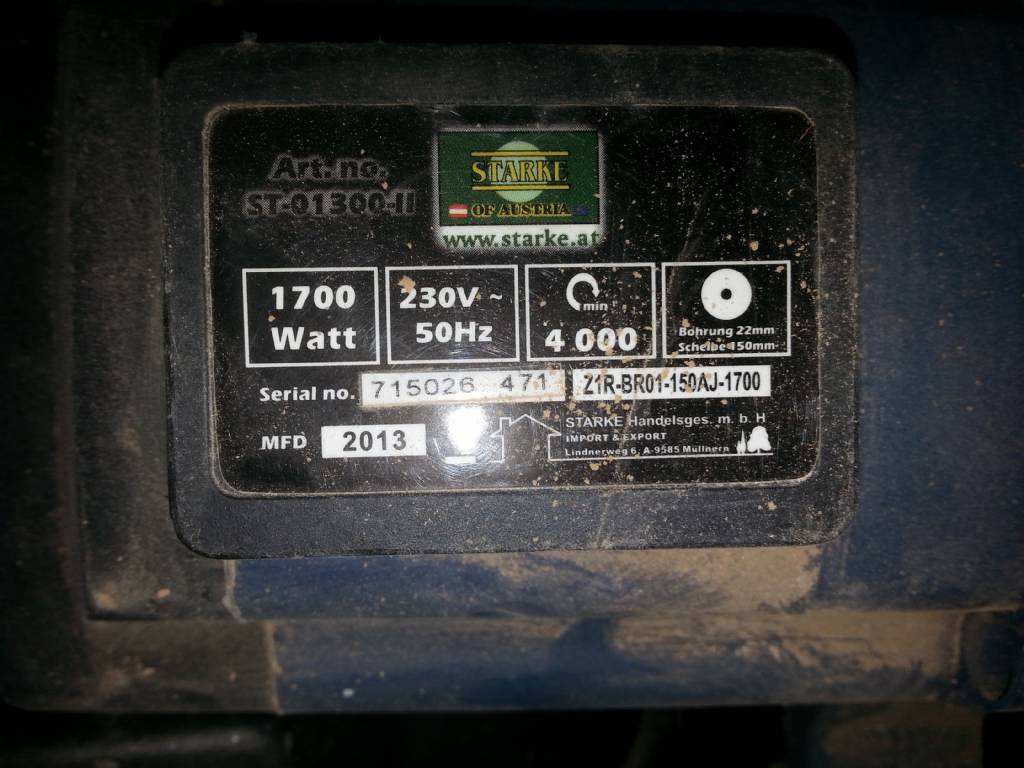 Art. no.
ST-01300-II
STARKE
OF AUSTRIA
www.starke.at
1700
Watt
230V ~
50Hz
min
4 000
Bohrung 22mm
Scheibe 150mm
Serial no. 715026 471 Z1R-BR01-150AJ-1700
MFD 2013
STARKE Handelsges. m. b. H
IMPORT & EXPORT
Lindnerweg 6, A-9585 Müllnern